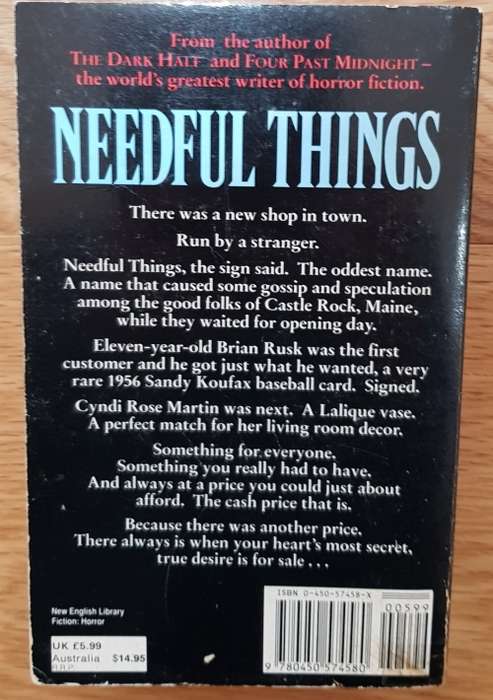 From the author of
THE DARK HALF and FOUR PAST MIDNIGHT –
the world's greatest writer of horror fiction.
NEEDFUL THINGS
There was a new shop in town.
Run by a stranger.
Needful Things, the sign said. The oddest name.
A name that caused some gossip and speculation
among the good folks of Castle Rock, Maine,
while they waited for opening day.
Eleven-year-old Brian Rusk was the first
customer and he got just what he wanted, a very
rare 1956 Sandy Koufax baseball card. Signed.
Cyndi Rose Martin was next. A Lalique vase.
A perfect match for her living room decor.
Something for everyone.
Something you really had to have.
And always at a price you could just about
afford. The cash price that is.
Because there was another price.
There always is when your heart's most secret,
true desire is for sale . . .
New English Library
Fiction: Horror
UK £5.99
Australia $14.95
R.R.P.
ISBN 0-450-57458-X
00599
9 780450 574580